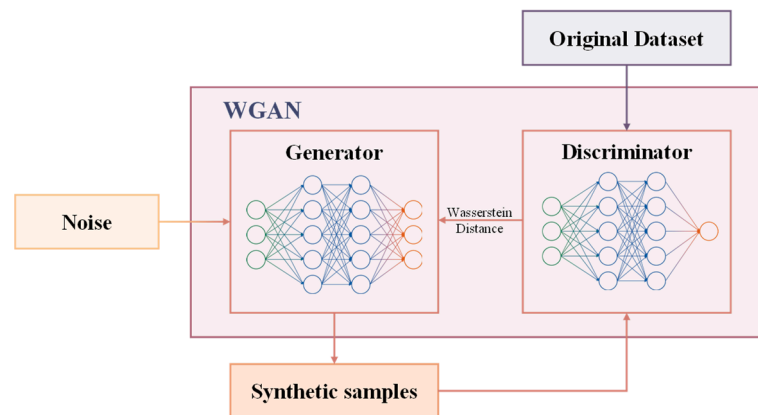 Original Dataset
WGAN
Generator
Discriminator
Noise
Wasserstein
Distance
Synthetic samples